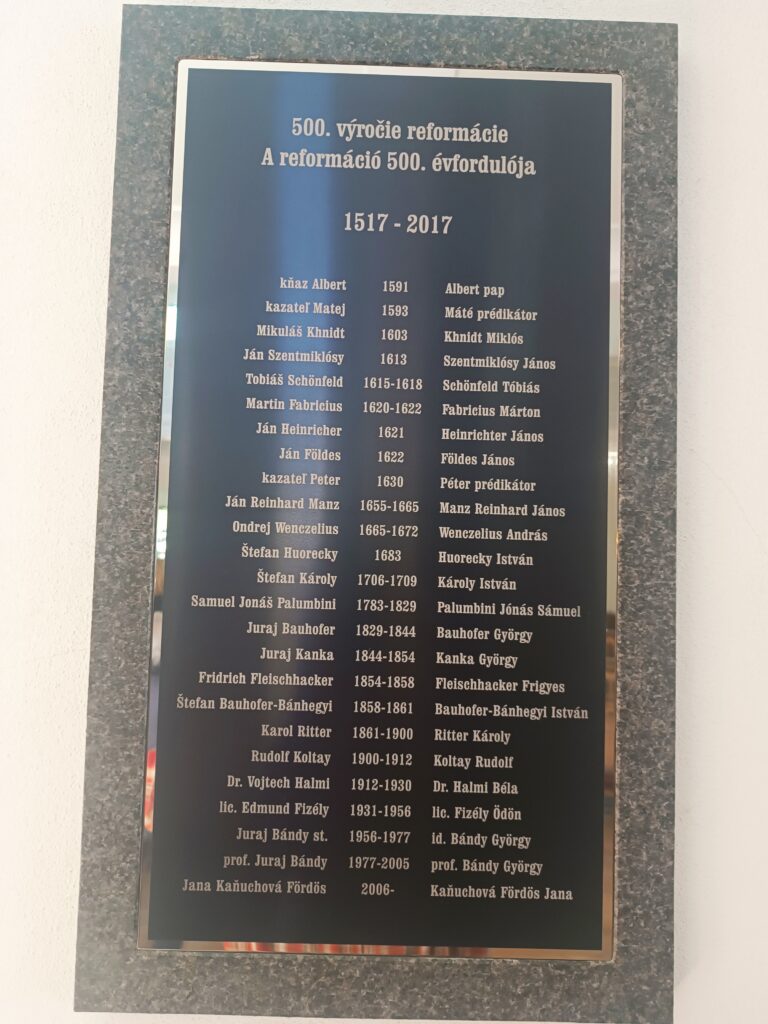 500. výročie reformácie
A reformáció 500. évfordulója
1517 - 2017
kňaz Albert 1591 Albert pap
kazateľ Matej 1593 Máté prédikátor
Mikuláš Khnidt 1603 Khnidt Miklós
Ján Szentmiklósy 1613 Szentmiklósy János
Tobiáš Schönfeld 1615-1618 Schönfeld Tóbiás
Martin Fabricius 1620-1622 Fabricius Márton
Ján Heinricher 1621 Heinrichter János
Ján Földes 1622 Földes János
kazateľ Peter 1630 Péter prédikátor
Ján Reinhard Manz 1655-1665 Manz Reinhard János
Ondrej Wenczelius 1665-1672 Wenczelius András
Štefan Huorecky 1683 Huorecky István
Štefan Károly 1706-1709 Károly István
Samuel Jonáš Palumbini 1783-1829 Palumbini Jónás Sámuel
Juraj Bauhofer 1829-1844 Bauhofer György
Juraj Kanka 1844-1854 Kanka György
Fridrich Fleischhacker 1854-1858 Fleischhacker Frigyes
Štefan Bauhofer-Bánhegyi 1858-1861 Bauhofer-Bánhegyi István
Karol Ritter 1861-1900 Ritter Károly
Rudolf Koltay 1900-1912 Koltay Rudolf
Dr. Vojtech Halmi 1912-1930 Dr. Halmi Béla
lic. Edmund Fizély 1931-1956 lic. Fizély Ödön
Juraj Bándy st. 1956-1977 id. Bándy György
prof. Juraj Bándy 1977-2005 prof. Bándy György
Jana Kaňuchová Fördös 2006- Kaňuchová Fördös Jana